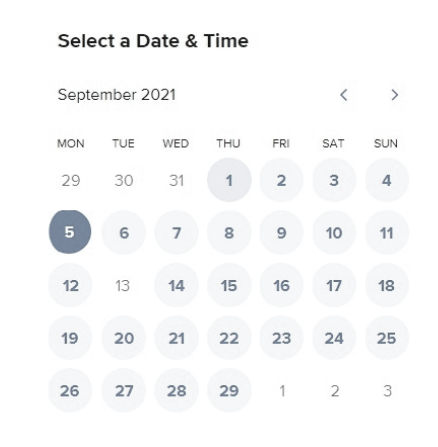 Select a Date & Time
September 2021
MON TUE WED THU FRI SAT SUN
29 30 31 1 2 3 4
5 6 7 8 9 10 11
12 13 14 15 16 17 18
19 20 21 22 23 24 25
26 27 28 29 1 2 3